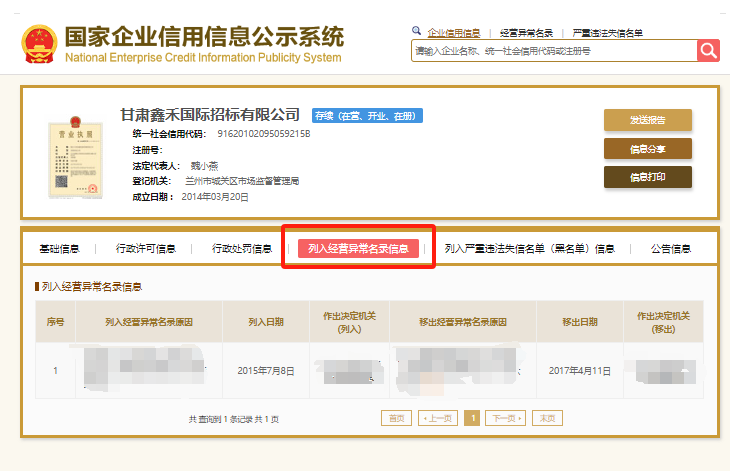 国家企业信用信息公示系统
National Enterprise Credit Information Publicity System
企业信用信息 | 经营异常名录 | 严重违法失信名单
请输入企业名称、统一社会信用代码或注册号
营业执照
甘肃鑫禾国际招标有限公司 存续（在营、开业、在册）
统一社会信用代码： 91620102095059215B
注册号：
法定代表人： 魏小燕
登记机关： 兰州市城关区市场监督管理局
成立日期： 2014年03月20日
发送报告
信息分享
信息打印
基础信息 | 行政许可信息 | 行政处罚信息 | 列入经营异常名录信息 | 列入严重违法失信名单（黑名单）信息 | 公告信息
列入经营异常名录信息
序号 列入经营异常名录原因 列入日期 作出决定机关(列入) 移出经营异常名录原因 移出日期 作出决定机关(移出)
1 2015年7月8日 2017年4月11日
共 查询到 1 条记录 共 1 页 首页 上一页 1 下一页 末页